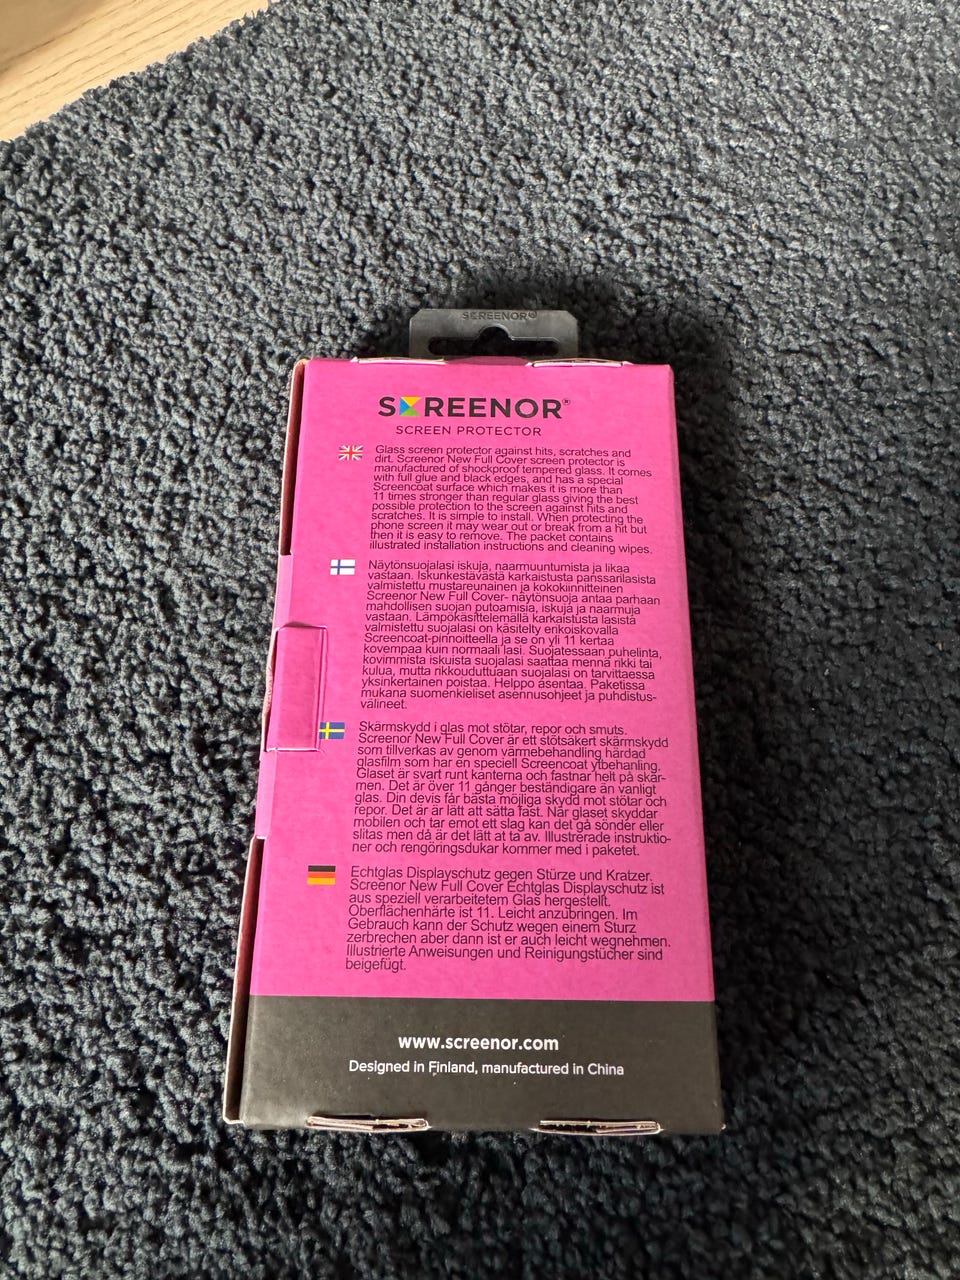 SCREENOR®
SCREENOR®
SCREEN PROTECTOR
Glass screen protector against hits, scratches and
dirt. Screenor New Full Cover screen protector is
manufactured of shockproof tempered glass. It comes
with full glue and black edges, and has a special
Screencoat surface which makes it is more than
11 times stronger than regular glass giving the best
possible protection to the screen against hits and
scratches. It is simple to install. When protecting the
phone screen it may wear out or break from a hit but
then it is easy to remove. The packet contains
illustrated installation instructions and cleaning wipes.
Näytönsuojalasi iskuja, naarmuuntumista ja likaa
vastaan. Iskunkestävästä karkaistusta panssarilasista
valmistettu mustareunainen ja kokokiinnitteinen
Screenor New Full Cover- näytönsuoja antaa parhaan
mahdollisen suojan putoamisia, iskuja ja naarmuja
vastaan. Lämpökäsittelemällä karkaistusta lasista
valmistettu suojalasi on käsitelty erikoiskovalla
Screencoat-pinnoitteella ja se on yli 11 kertaa
kovempaa kuin normaali lasi. Suojatessaan puhelinta,
kovimmista iskuista suojalasi saattaa mennä rikki tai
kulua, mutta rikkouduttuaan suojalasi on tarvittaessa
yksinkertainen poistaa. Helppo asentaa. Paketissa
mukana suomenkieliset asennusohjeet ja puhdistus-
välineet.
Skärmskydd i glas mot stötar, repor och smuts.
Screenor New Full Cover är ett stötsäkert skärmskydd
som tillverkas av genom värmebehandling härdad
glasfilm som har en speciell Screencoat ytbehanling.
Glaset är svart runt kanterna och fastnar helt på skär-
men. Det är över 11 gånger beständigare än vanligt
glas. Din devis får bästa möjliga skydd mot stötar och
repor. Det är är lätt att sätta fast. När glaset skyddar
mobilen och tar emot ett slag kan det gå sönder eller
slitas men då är det lätt at ta av. Illustrerade instruktio-
ner och rengöringsdukar kommer med i paketet.
Echtglas Displayschutz gegen Stürze und Kratzer.
Screenor New Full Cover Echtglas Displayschutz ist
aus speziell verarbeitetem Glas hergestellt.
Oberflächenhärte ist 11. Leicht anzubringen. Im
Gebrauch kann der Schutz wegen einem Sturz
zerbrechen aber dann ist er auch leicht wegnehmen.
Illustrierte Anweisungen und Reinigungstücher sind
beigefügt.
www.screenor.com
Designed in Finland, manufactured in China